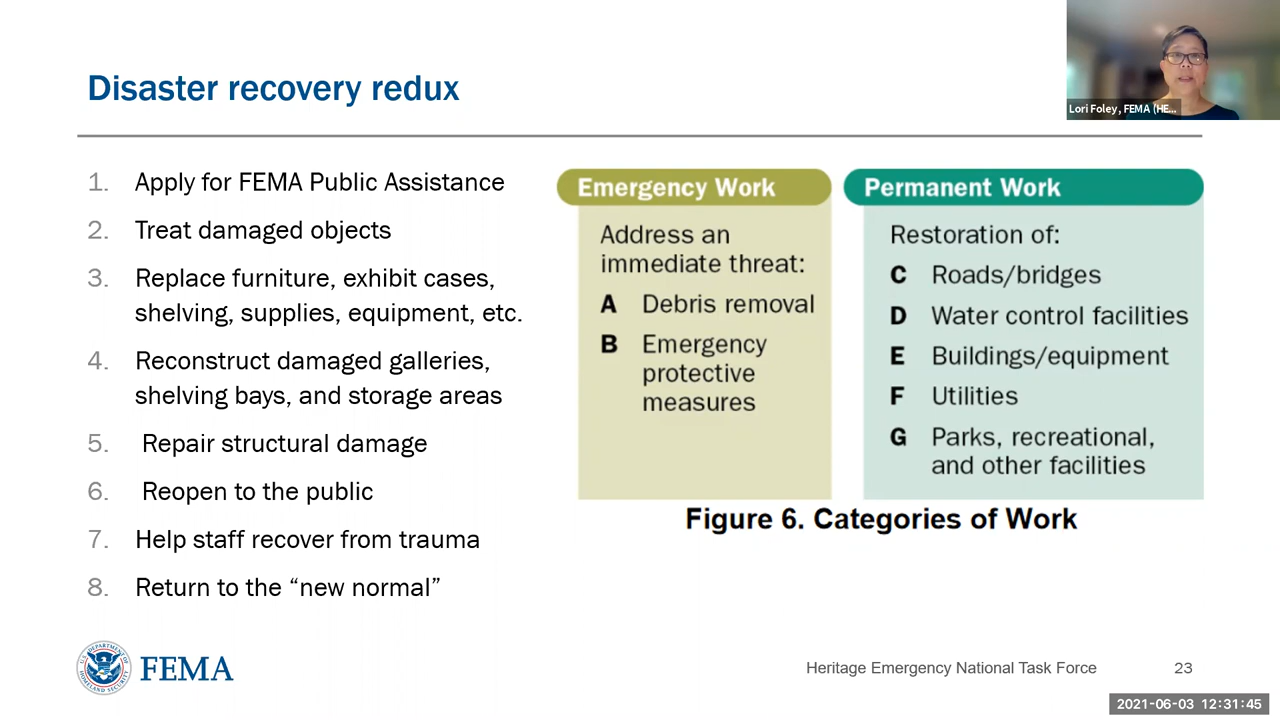 Disaster recovery redux
Lori Foley, FEMA (HE...
1. Apply for FEMA Public Assistance
2. Treat damaged objects
3. Replace furniture, exhibit cases,
shelving, supplies, equipment, etc.
4. Reconstruct damaged galleries,
shelving bays, and storage areas
5. Repair structural damage
6. Reopen to the public
7. Help staff recover from trauma
8. Return to the “new normal”
Emergency Work
Address an
immediate threat:
A Debris removal
B Emergency
protective
measures
Permanent Work
Restoration of:
C Roads/bridges
D Water control facilities
E Buildings/equipment
F Utilities
G Parks, recreational,
and other facilities
Figure 6. Categories of Work
FEMA
Heritage Emergency National Task Force
23
2021-06-03 12:31:45